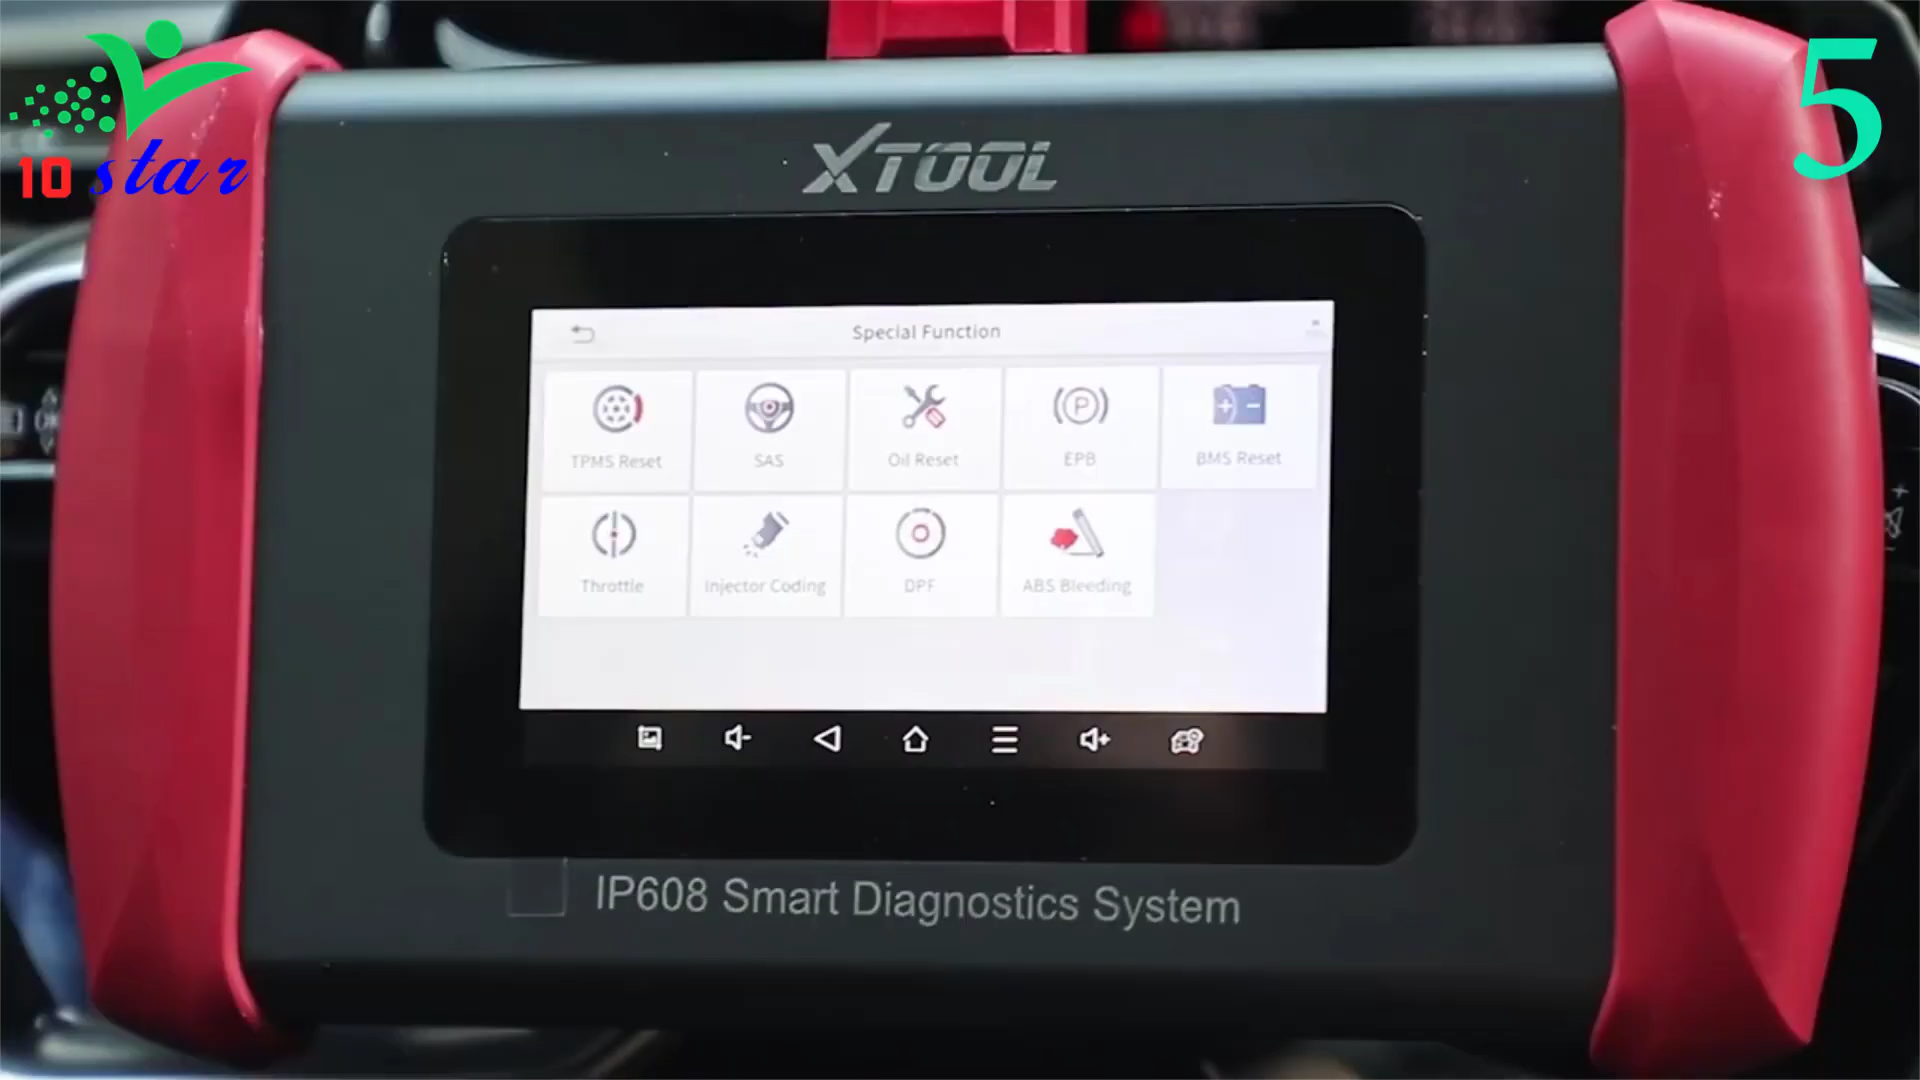 10 star
5
XTOOL
Special Function
TPMS Reset
SAS
Oil Reset
EPB
BMS Reset
Throttle
Injector Coding
DPF
ABS Bleeding
IP608 Smart Diagnostics System